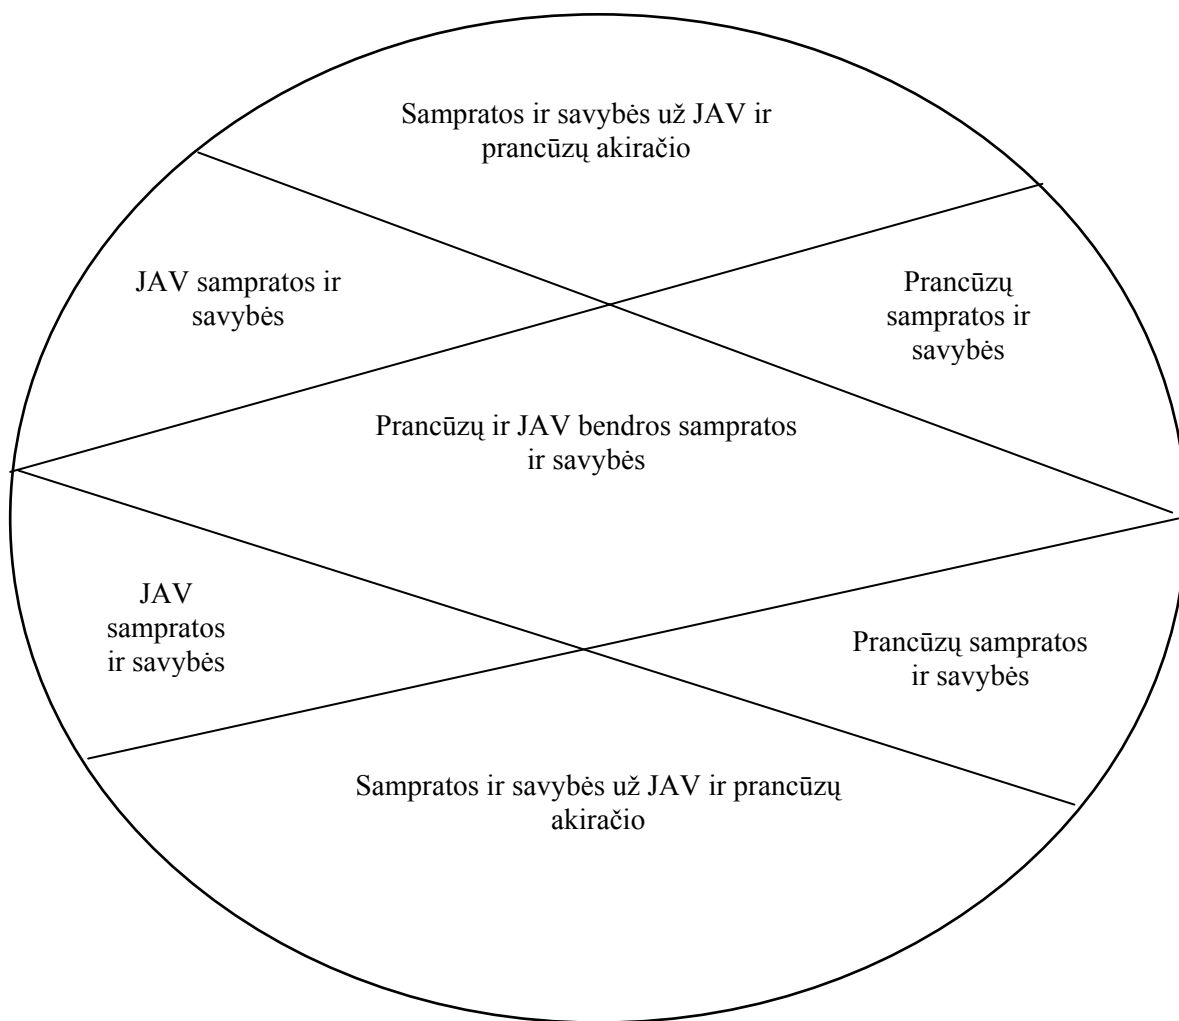 Sampratos ir savybės už JAV ir
prancūzų akiračio
JAV sampratos ir
savybės
Prancūzų
sampratos ir
savybės
Prancūzų ir JAV bendros sampratos
ir savybės
JAV
sampratos
ir savybės
Prancūzų sampratos
ir savybės
Sampratos ir savybės už JAV ir prancūzų
akiračio